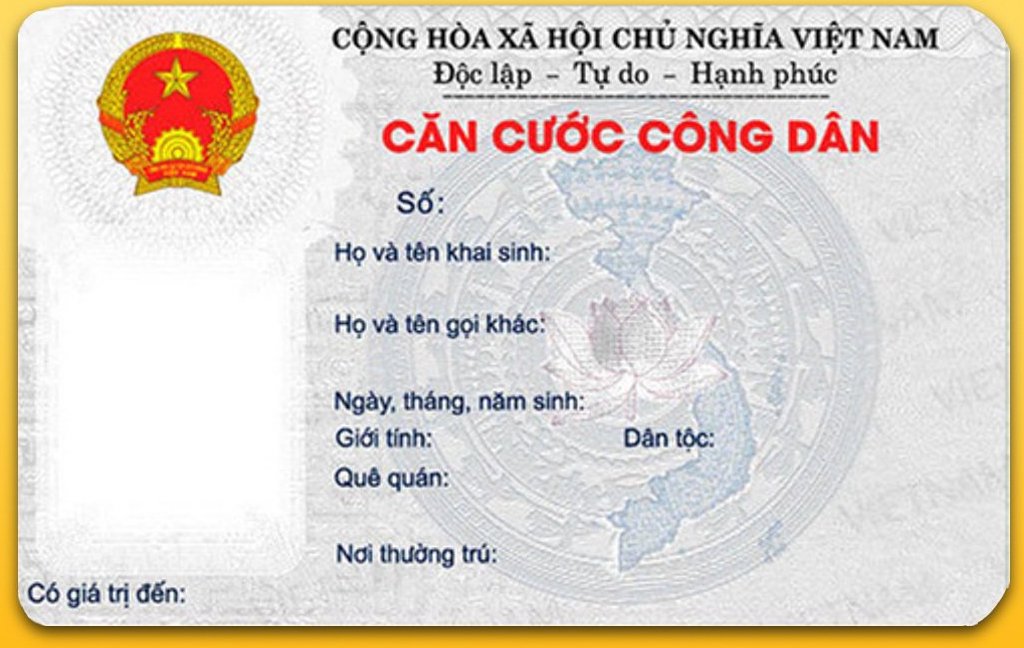 CỘNG HÒA XÃ HỘI CHỦ NGHĨA VIỆT NAM
Độc lập – Tự do – Hạnh phúc
CĂN CƯỚC CÔNG DÂN
Số:
Họ và tên khai sinh:
Họ và tên gọi khác:
Ngày, tháng, năm sinh:
Giới tính: Dân tộc:
Quê quán:
Nơi thường trú:
Có giá trị đến: